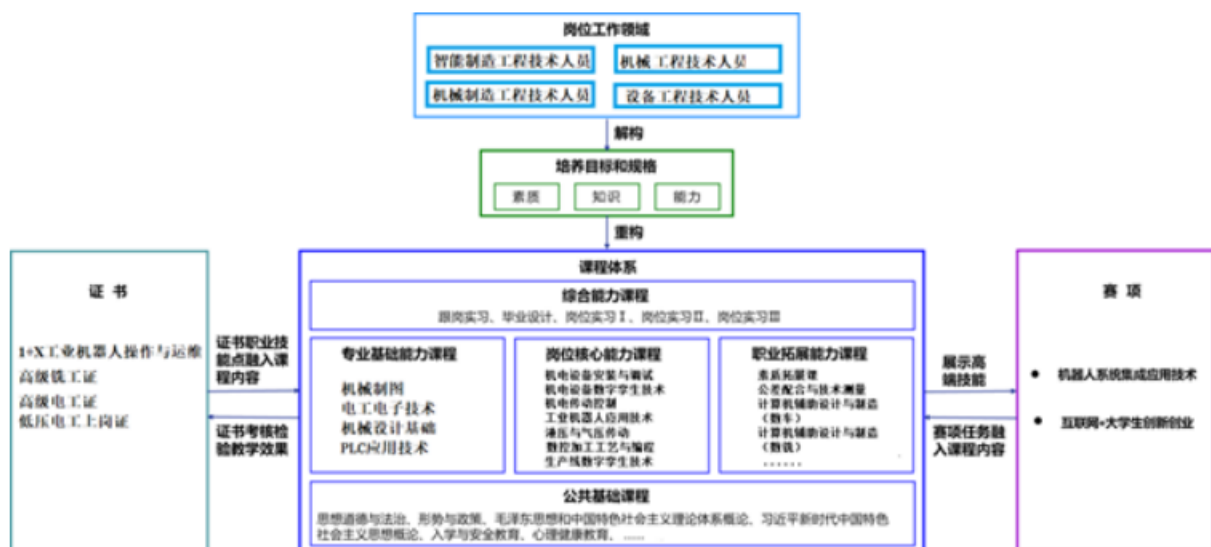 岗位工作领域
智能制造工程技术人员
机械工程技术人员
机械制造工程技术人员
设备工程技术人员
解构
培养目标和规格
素质
知识
能力
重构
证 书
1+X工业机器人操作与运维
高级铣工证
高级电工证
低压电工上岗证
证书职业技
能点融入课
程内容
证书考核检
验教学效果
课程体系
综合能力课程
跟岗实习、毕业设计、岗位实习Ⅰ、岗位实习Ⅱ、岗位实习Ⅲ
专业基础能力课程
机械制图
电工电子技术
机械设计基础
PLC应用技术
岗位核心能力课程
机电设备安装与调试
机电设备数字孪生技术
机电传动控制
工业机器人应用技术
液压与气压传动
数控加工工艺与编程
生产线数字孪生技术
职业拓展能力课程
素质拓展课
公差配合与技术测量
计算机辅助设计与制造
（数车）
计算机辅助设计与制造
（数铣）
……
公共基础课程
思想道德与法治、形势与政策、毛泽东思想和中国特色社会主义理论体系概论、习近平新时代中国特色
社会主义思想概论、入学与安全教育、心理健康教育、……
展示高
端技能
赛项任务融
入课程内容
赛 项
● 机器人系统集成应用技术
● 互联网+大学生创新创业